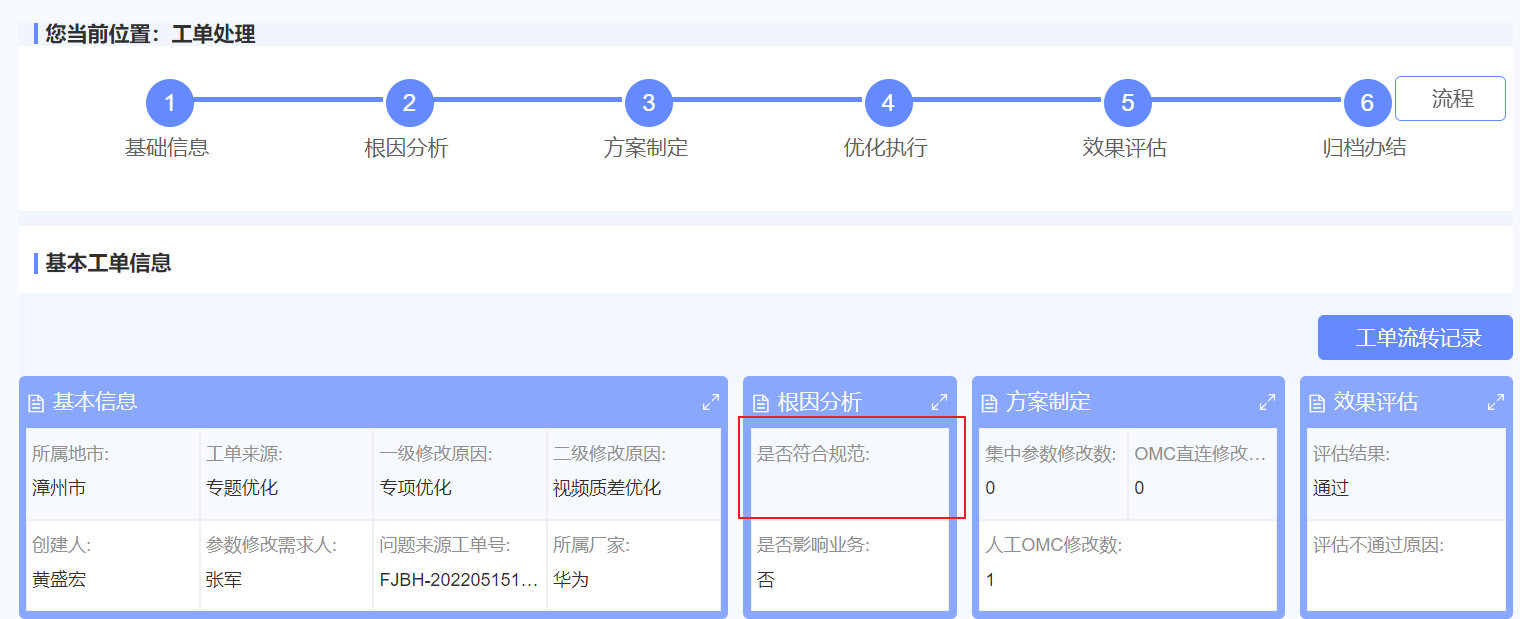 您当前位置：工单处理
1
2
3
4
5
6
流程
基础信息
根因分析
方案制定
优化执行
效果评估
归档办结
基本工单信息
工单流转记录
基本信息
所属地市:
漳州市
工单来源:
专题优化
一级修改原因:
专项优化
二级修改原因:
视频质差优化
创建人:
黄盛宏
参数修改需求人:
张军
问题来源工单号:
FJBH-202205151...
所属厂家:
华为
根因分析
是否符合规范:
是否影响业务:
否
方案制定
集中参数修改数:
0
OMC直连修改...
0
人工OMC修改数:
1
效果评估
评估结果:
通过
评估不通过原因: